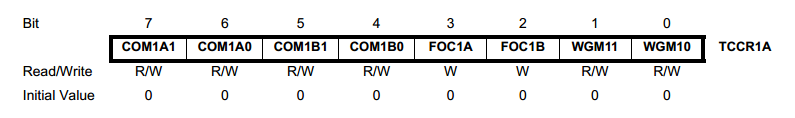 Bit 7 6 5 4 3 2 1 0
COM1A1 COM1A0 COM1B1 COM1B0 FOC1A FOC1B WGM11 WGM10 TCCR1A
Read/Write R/W R/W R/W R/W W W R/W R/W
Initial Value 0 0 0 0 0 0 0 0